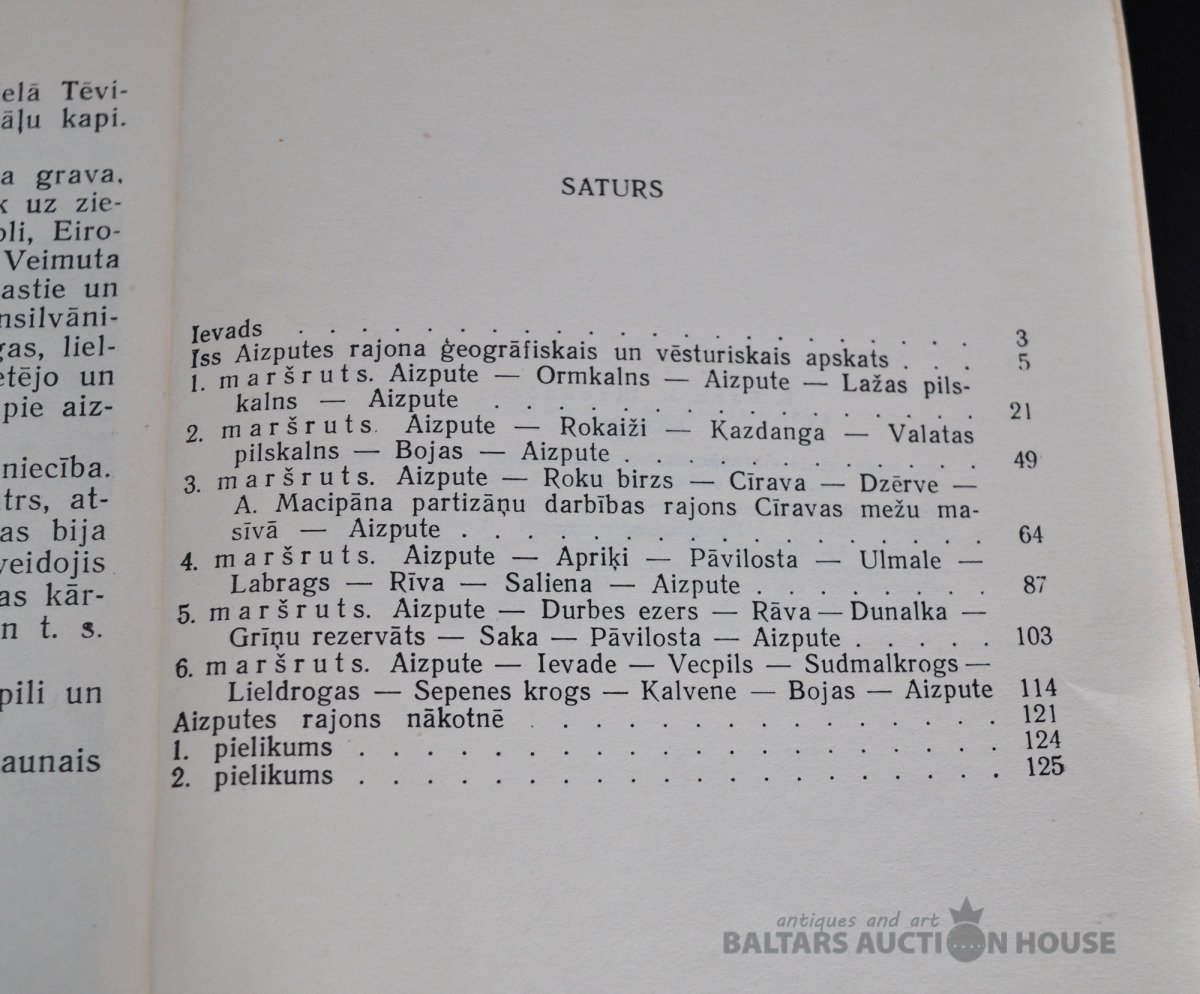 elā Tēvi-
āļu kapi.
a grava.
k uz zie-
oli, Eiro-
Veimuta
astie un
nsilvāni-
gas, liel-
etējo un
pie aiz-
niecība.
trs, at-
as bija
veidojis
as kār-
n t. s.
pili un
aunais
SATURS
Ievads . . . . . . . . . . . . . . . . . . . . . . 3
Iss Aizputes rajona ģeogrāfiskais un vēsturiskais apskats . . . 5
1. maršruts. Aizpute — Ormkalns — Aizpute — Lažas pils-
kalns — Aizpute . . . . . . . . . . . . . . . . 21
2. maršruts. Aizpute — Rokaiži — Kazdanga — Valatas
pilskalns — Bojas — Aizpute . . . . . . . . . . . . 49
3. maršruts. Aizpute — Roku birzs — Cīrava — Dzērve —
A. Macipāna partizāņu darbības rajons Cīravas mežu ma-
sīvā — Aizpute . . . . . . . . . . . . . . . . . 64
4. maršruts. Aizpute — Apriķi — Pāvilosta — Ulmale —
Labrags — Rīva — Saliena — Aizpute . . . . . . . . 87
5. maršruts. Aizpute — Durbes ezers — Rāva — Dunalka —
Grīņu rezervāts — Saka — Pāvilosta — Aizpute . . . . . 103
6. maršruts. Aizpute — Ievade — Vecpils — Sudmalkrogs —
Lieldrogas — Sepenes krogs — Kalvene — Bojas — Aizpute 114
Aizputes rajons nākotnē . . . . . . . . . . . . . . . 121
1. pielikums . . . . . . . . . . . . . . . . . . . 124
2. pielikums . . . . . . . . . . . . . . . . . . . 125
antiques and art
BALTARS AUCTION HOUSE